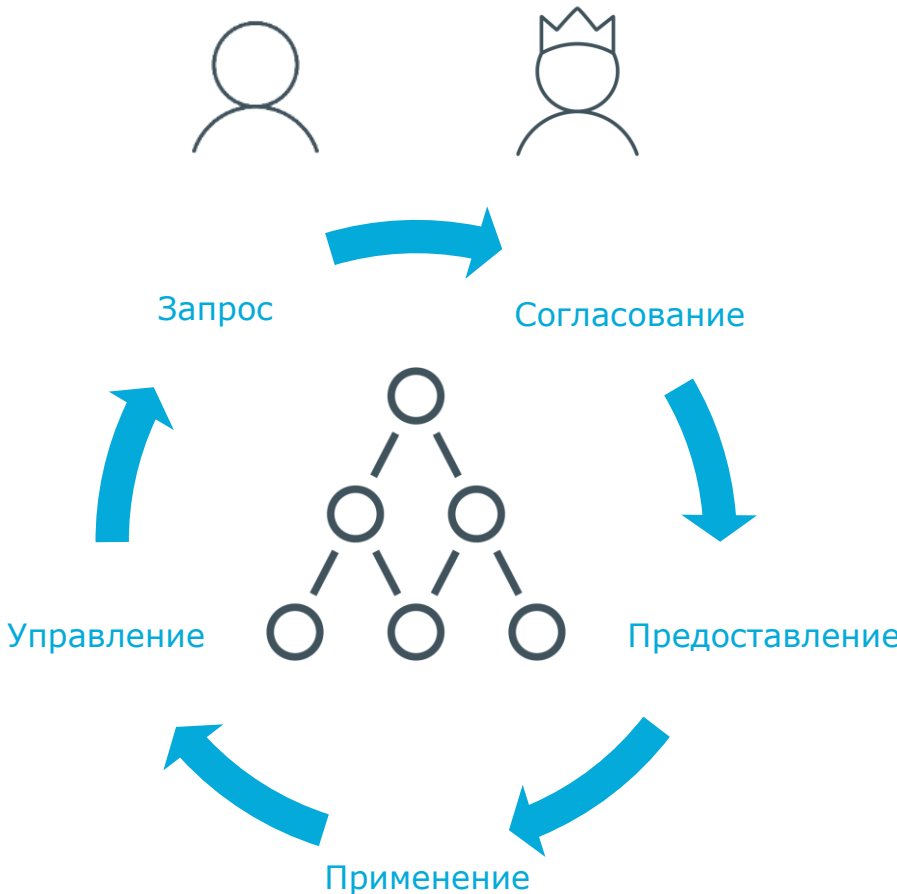 Запрос
Согласование
Управление
Предоставление
Применение